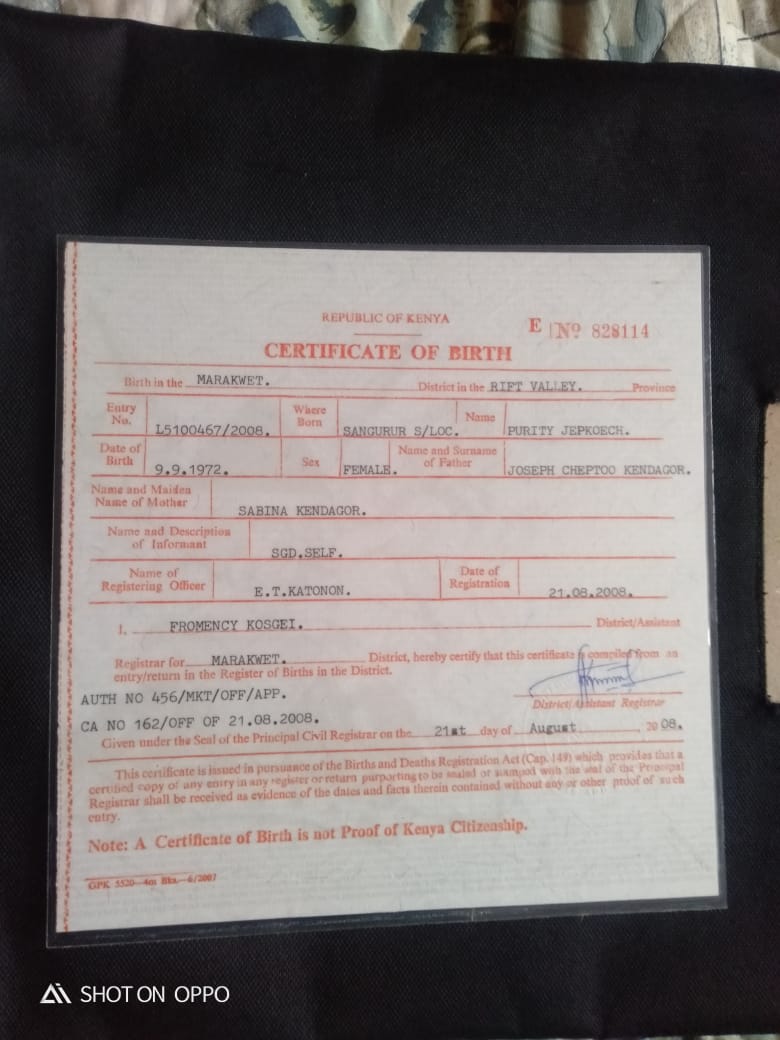 REPUBLIC OF KENYA
E Nº 828114
CERTIFICATE OF BIRTH
Birth in the MARAKWET. District in the RIFT VALLEY. Province
Entry No. L5100467/2008. Where Born SANGURUR S/LOC. Name PURITY JEPKOECH.
Date of Birth 9.9.1972. Sex FEMALE. Name and Surname of Father JOSEPH CHEPTOO KENDAGOR.
Name and Maiden Name of Mother SABINA KENDAGOR.
Name and Description of Informant SGD.SELF.
Name of Registering Officer E.T.KATONON. Date of Registration 21.08.2008.
I, FROMENCY KOSGEI. District/Assistant
Registrar for MARAKWET. District, hereby certify that this certificate is compiled from an
entry/return in the Register of Births in the District.
AUTH NO 456/MKT/OFF/APP.
District/Assistant Registrar
CA NO 162/OFF OF 21.08.2008.
Given under the Seal of the Principal Civil Registrar on the 21st day of August 20 08.
This certificate is issued in pursuance of the Births and Deaths Registration Act (Cap. 149) which provides that a
certified copy of any entry in any register or return purporting to be sealed or stamped with the seal of the Principal
Registrar shall be received as evidence of the dates and facts therein contained without any or other proof of such
entry.
Note: A Certificate of Birth is not Proof of Kenya Citizenship.
GPK 5520—4m Bks.—6/2007
SHOT ON OPPO